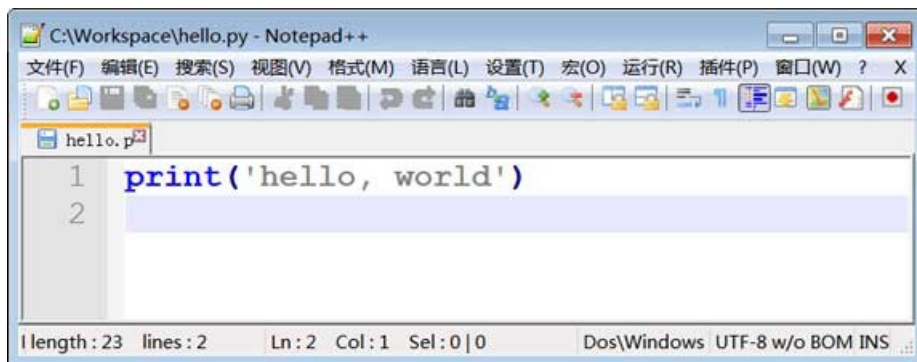 C:\Workspace\hello.py - Notepad++
文件(F) 编辑(E) 搜索(S) 视图(V) 格式(M) 语言(L) 设置(T) 宏(O) 运行(R) 插件(P) 窗口(W) ? X
hello.p
1 print('hello, world')
2
length : 23 lines : 2 Ln : 2 Col : 1 Sel : 0 | 0 Dos\Windows UTF-8 w/o BOM INS